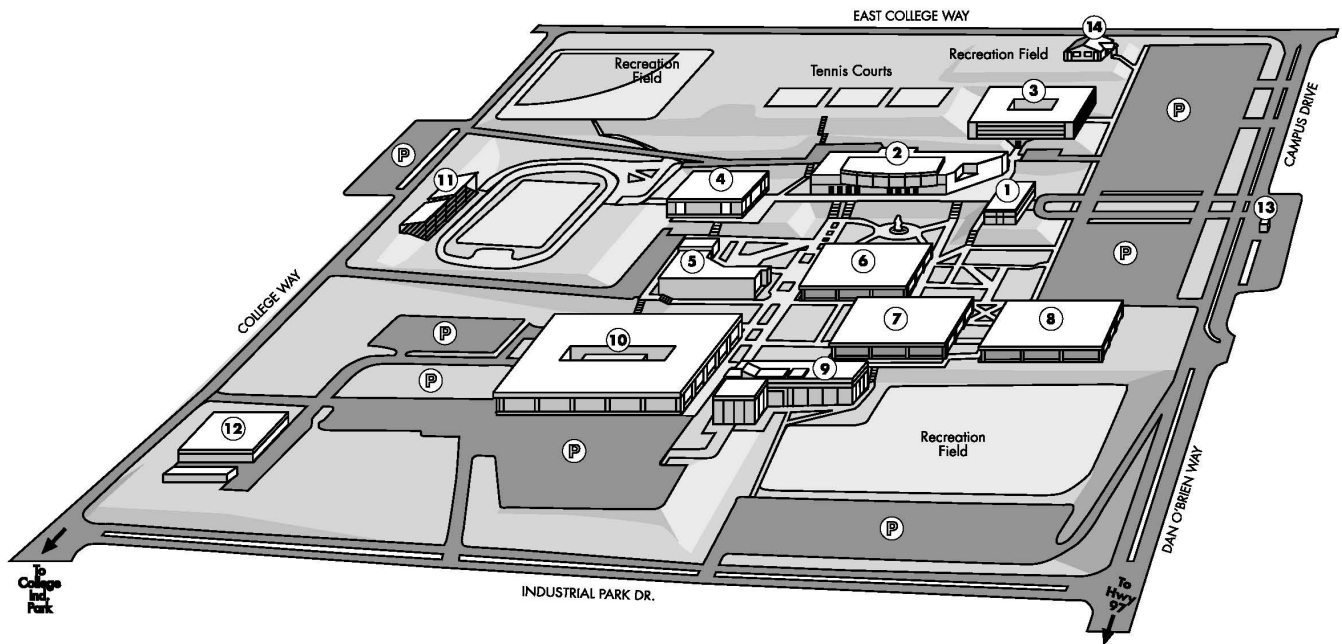 EAST COLLEGE WAY
14
Recreation Field
Recreation
Field
Tennis Courts
3
P
CAMPUS DRIVE
P
2
11
4
1
13
5
6
P
COLLEGE WAY
7
8
P
10
9
P
12
P
Recreation
Field
P
DAN O'BRIEN WAY
To
College
Ind.
Park
INDUSTRIAL PARK DR.
To
Hwy
97